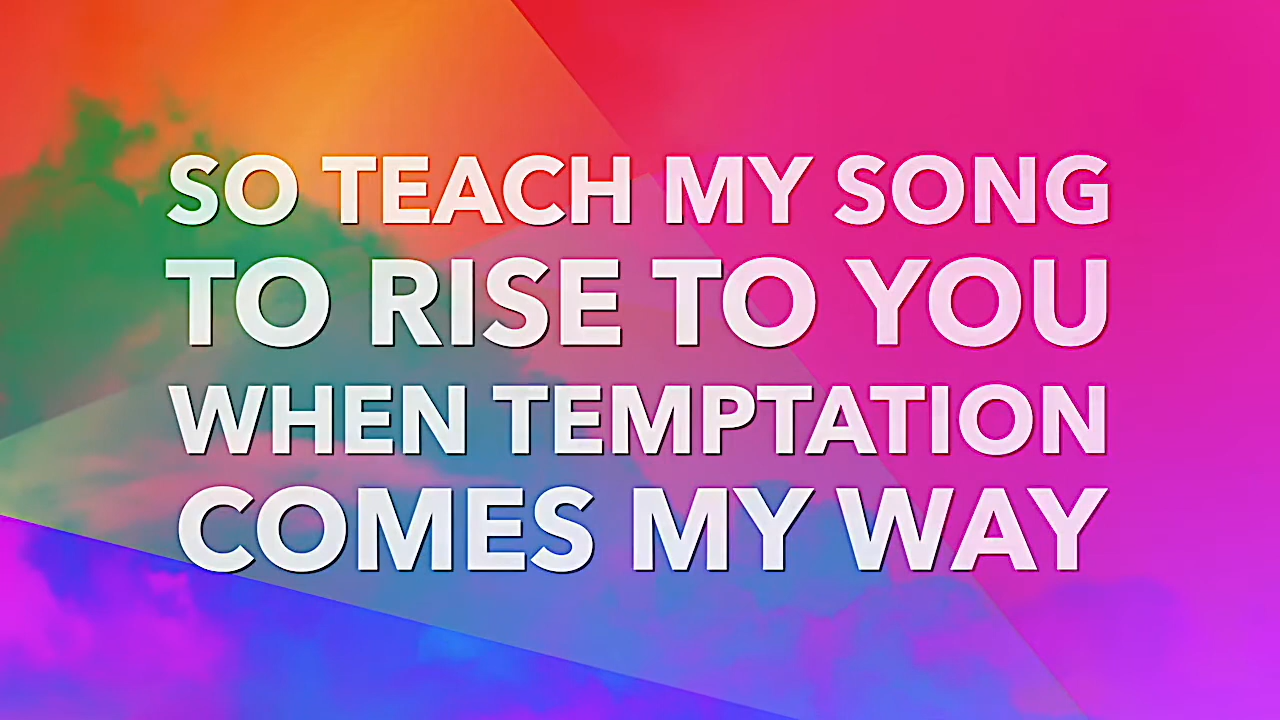 SO TEACH MY SONG
TO RISE TO YOU
WHEN TEMPTATION
COMES MY WAY